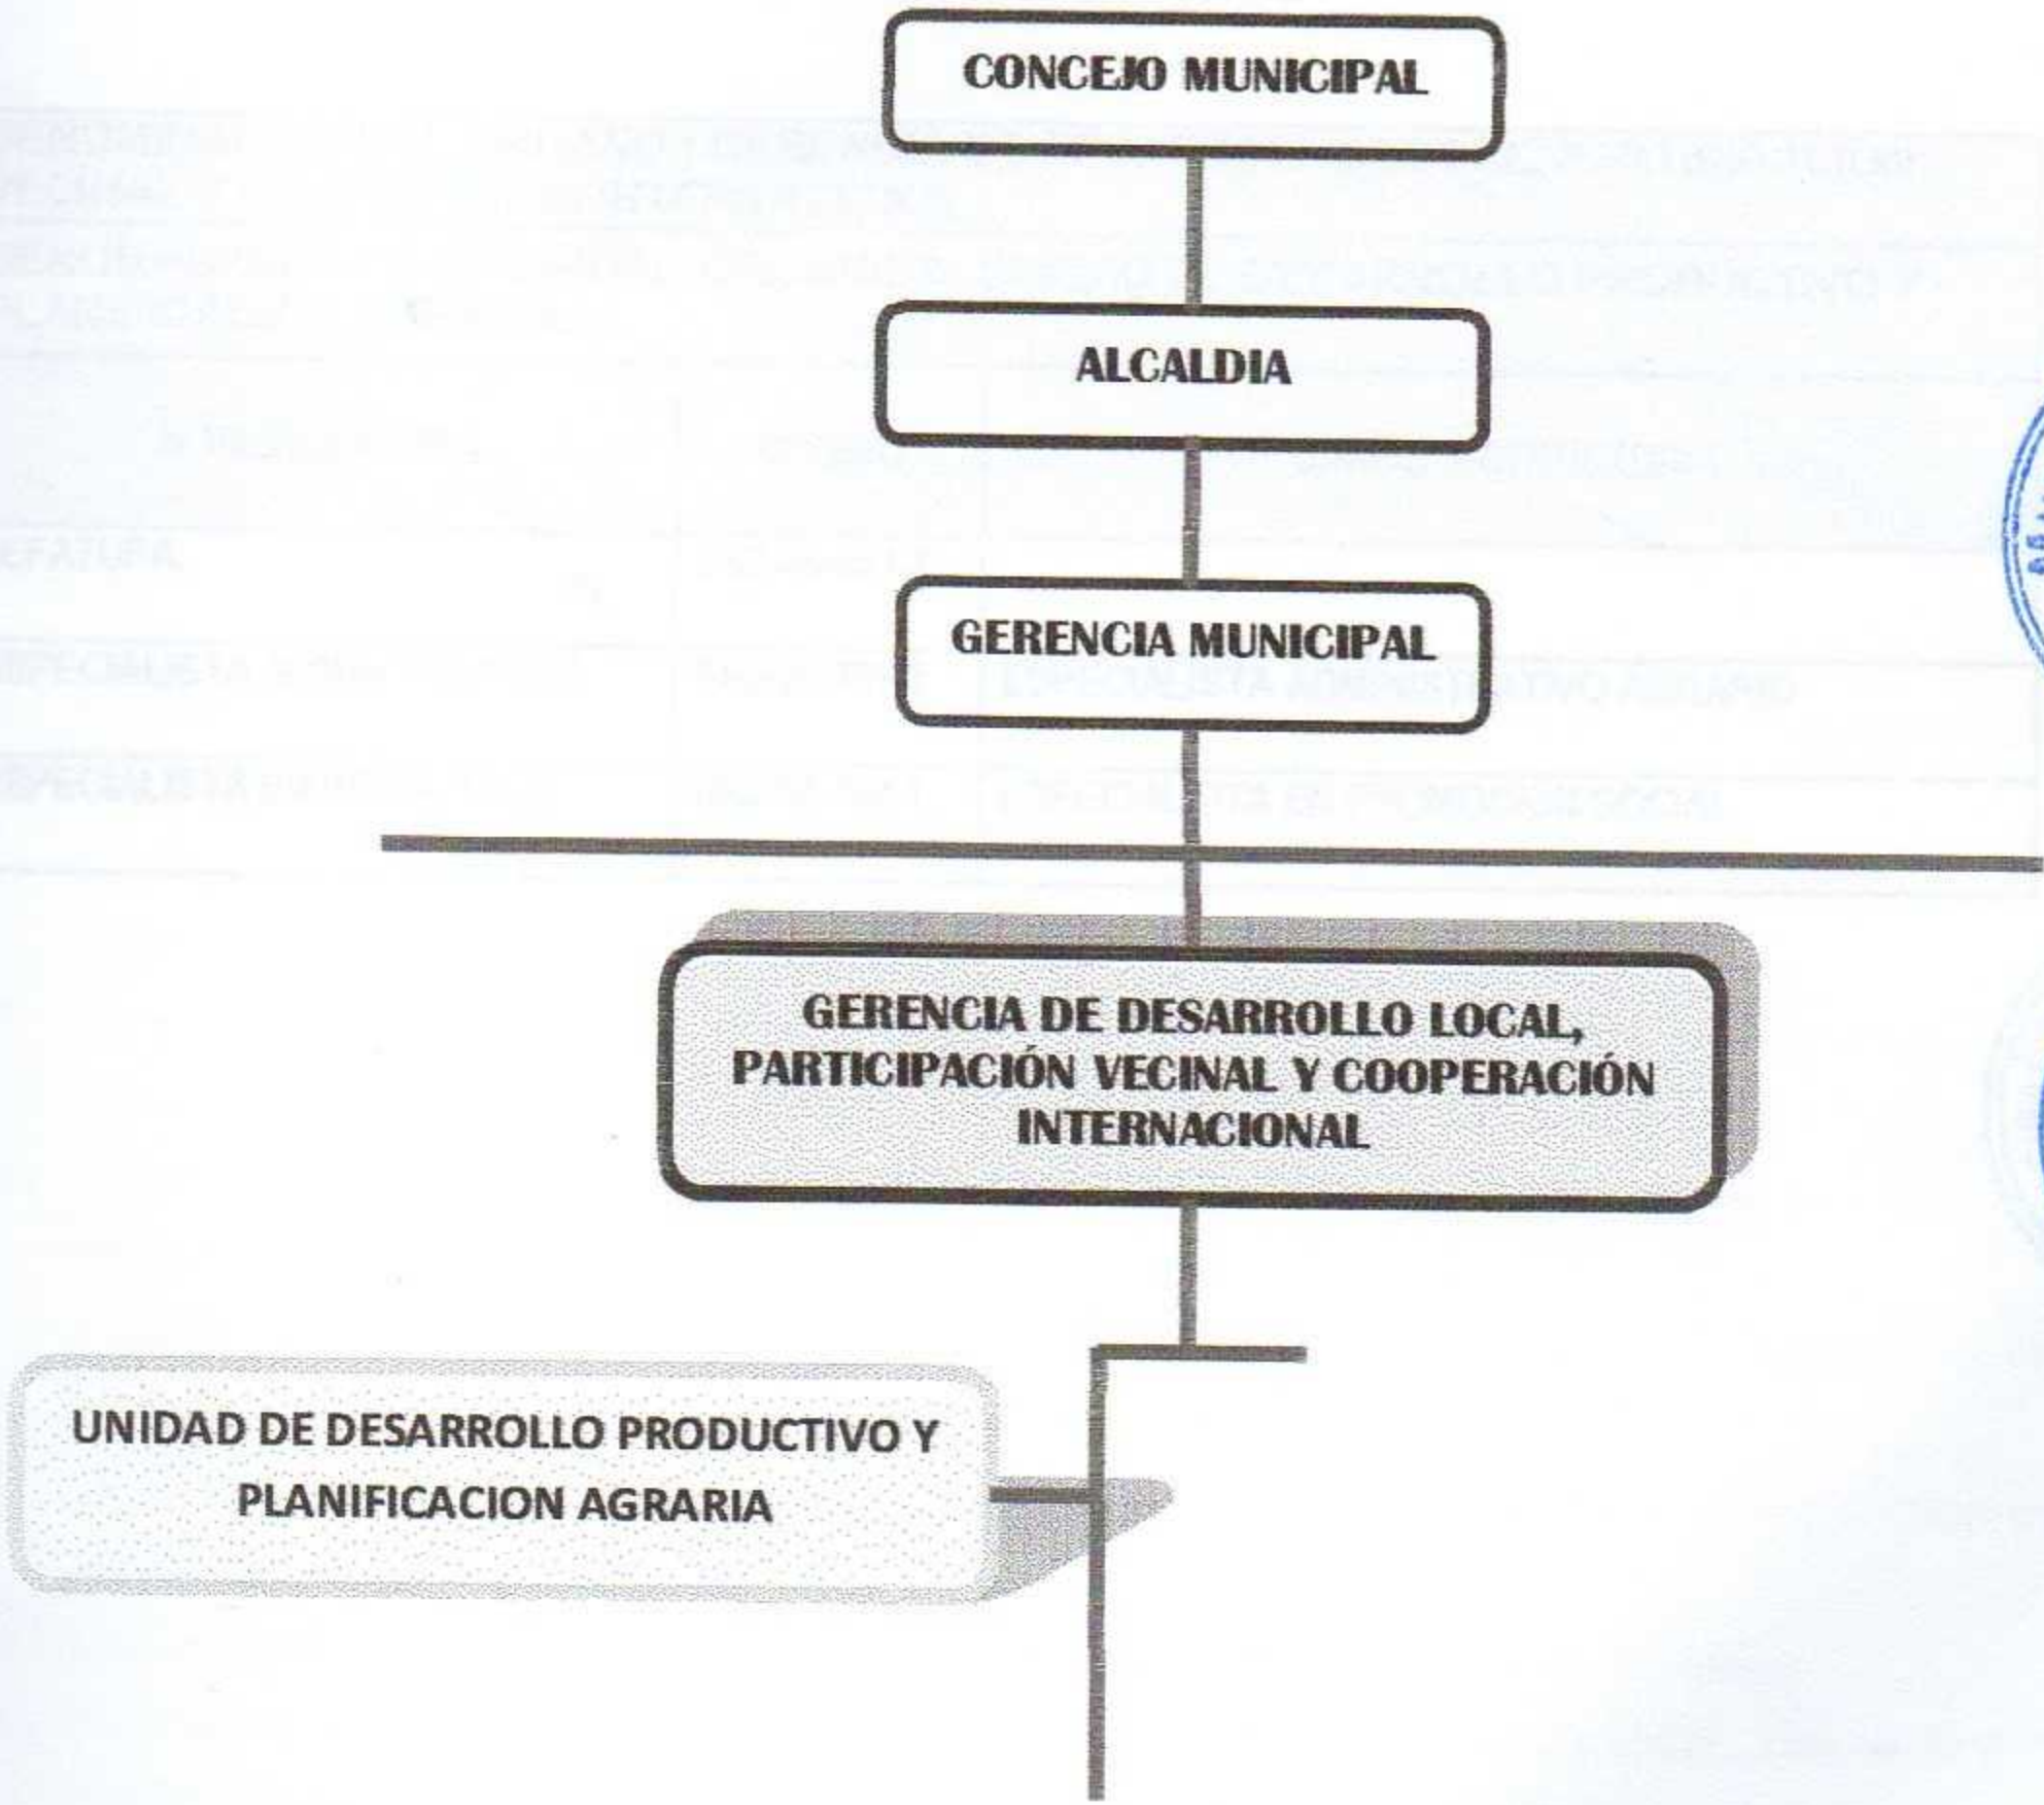 CONCEJO MUNICIPAL
ALCALDIA
GERENCIA MUNICIPAL
GERENCIA DE DESARROLLO LOCAL,
PARTICIPACIÓN VECINAL Y COOPERACIÓN
INTERNACIONAL
UNIDAD DE DESARROLLO PRODUCTIVO Y
PLANIFICACION AGRARIA